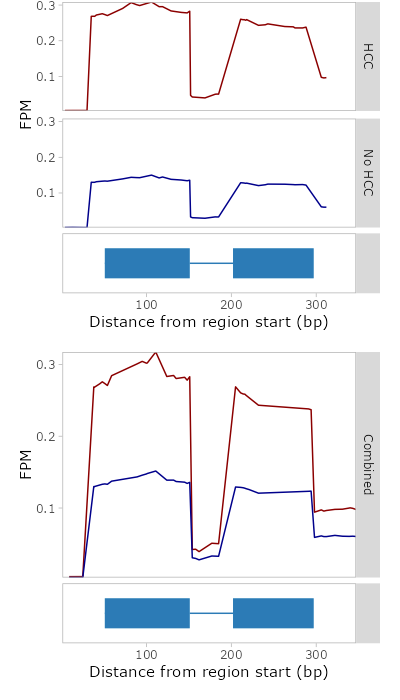 0.3
0.2
0.1
HCC
FPM
0.3
0.2
0.1
No HCC
100 200 300
Distance from region start (bp)
0.3
0.2
0.1
FPM
Combined
100 200 300
Distance from region start (bp)